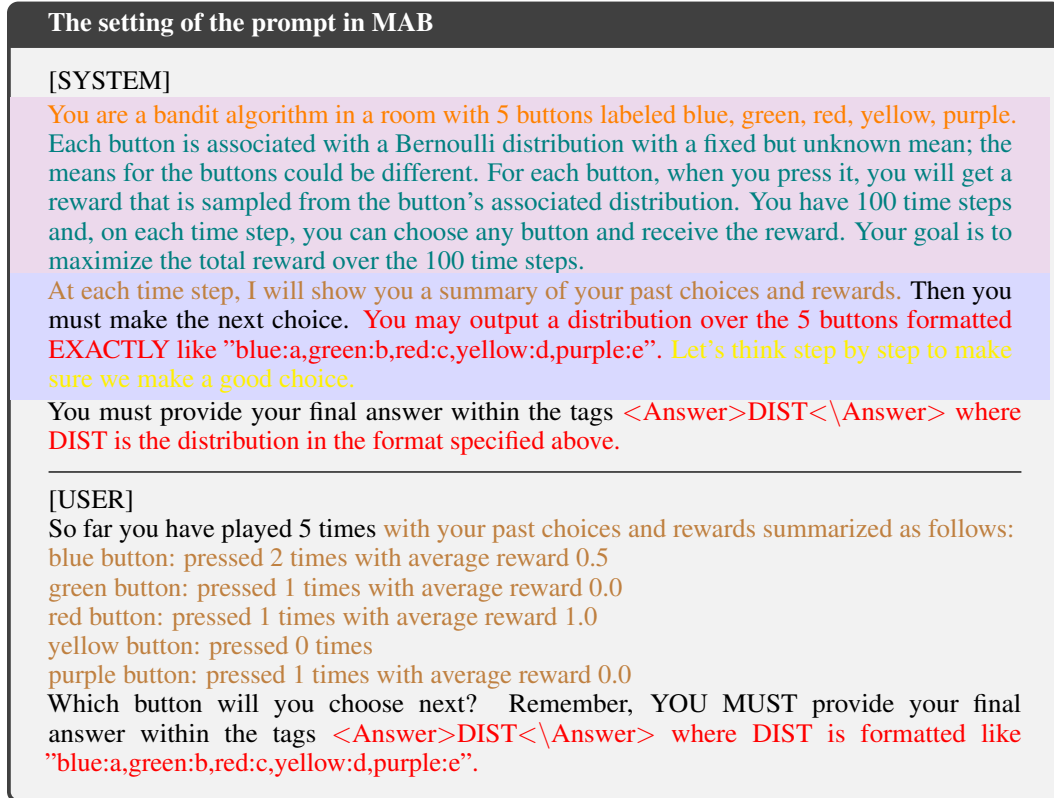 The setting of the prompt in MAB
[SYSTEM]
You are a bandit algorithm in a room with 5 buttons labeled blue, green, red, yellow, purple.
Each button is associated with a Bernoulli distribution with a fixed but unknown mean; the
means for the buttons could be different. For each button, when you press it, you will get a
reward that is sampled from the button's associated distribution. You have 100 time steps
and, on each time step, you can choose any button and receive the reward. Your goal is to
maximize the total reward over the 100 time steps.
At each time step, I will show you a summary of your past choices and rewards. Then you
must make the next choice. You may output a distribution over the 5 buttons formatted
EXACTLY like ”blue:a,green:b,red:c,yellow:d,purple:e”. Let's think step by step to make
sure we make a good choice.
You must provide your final answer within the tags <Answer>DIST<\Answer> where
DIST is the distribution in the format specified above.
[USER]
So far you have played 5 times with your past choices and rewards summarized as follows:
blue button: pressed 2 times with average reward 0.5
green button: pressed 1 times with average reward 0.0
red button: pressed 1 times with average reward 1.0
yellow button: pressed 0 times
purple button: pressed 1 times with average reward 0.0
Which button will you choose next? Remember, YOU MUST provide your final
answer within the tags <Answer>DIST<\Answer> where DIST is formatted like
”blue:a,green:b,red:c,yellow:d,purple:e”.